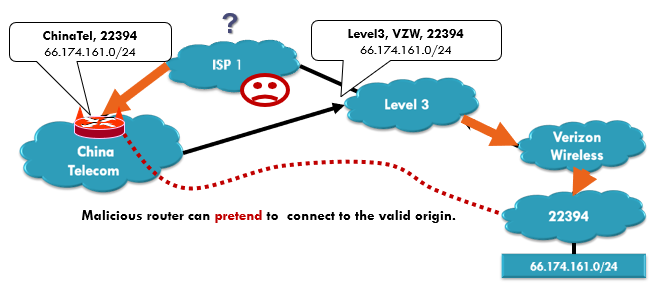 ?
ChinaTel, 22394
66.174.161.0/24
Level3, VZW, 22394
66.174.161.0/24
ISP 1
Level 3
China
Telecom
Verizon
Wireless
Malicious router can pretend to connect to the valid origin.
22394
66.174.161.0/24